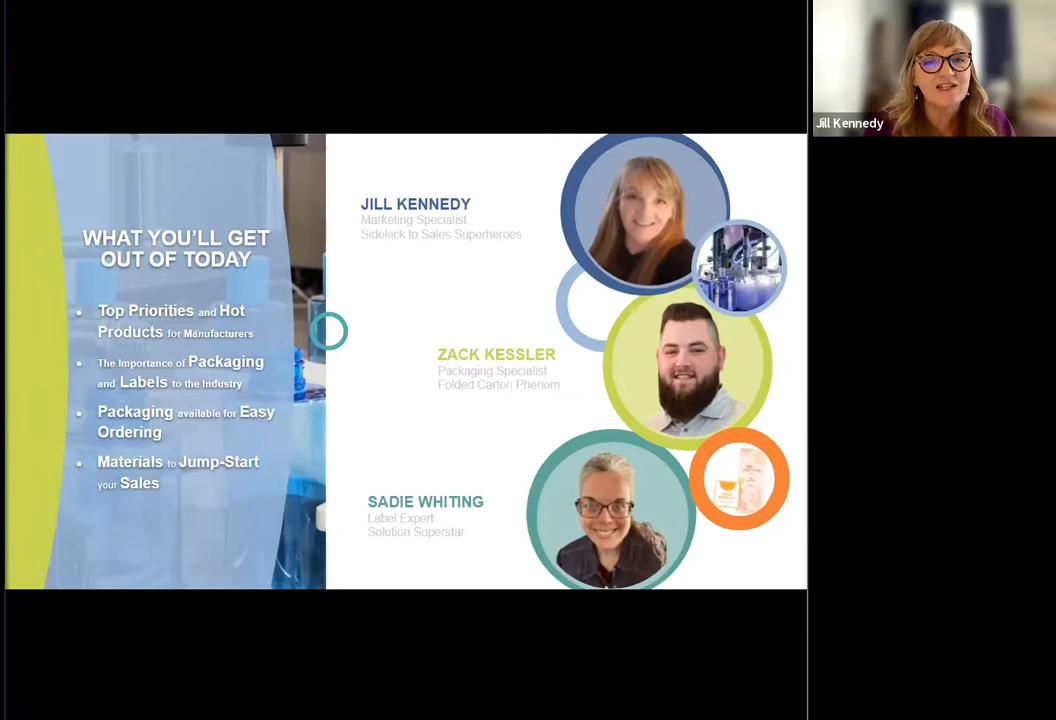 WHAT YOU'LL GET
OUT OF TODAY
Top Priorities and Hot
Products for Manufacturers
The Importance of Packaging
and Labels to the Industry
Packaging available for Easy
Ordering
Materials to Jump-Start
your Sales
JILL KENNEDY
Marketing Specialist
Sidekick to Sales Superheroes
ZACK KESSLER
Packaging Specialist
Folded Carton Phenom
SADIE WHITING
Label Expert
Solution Superstar
Jill Kennedy